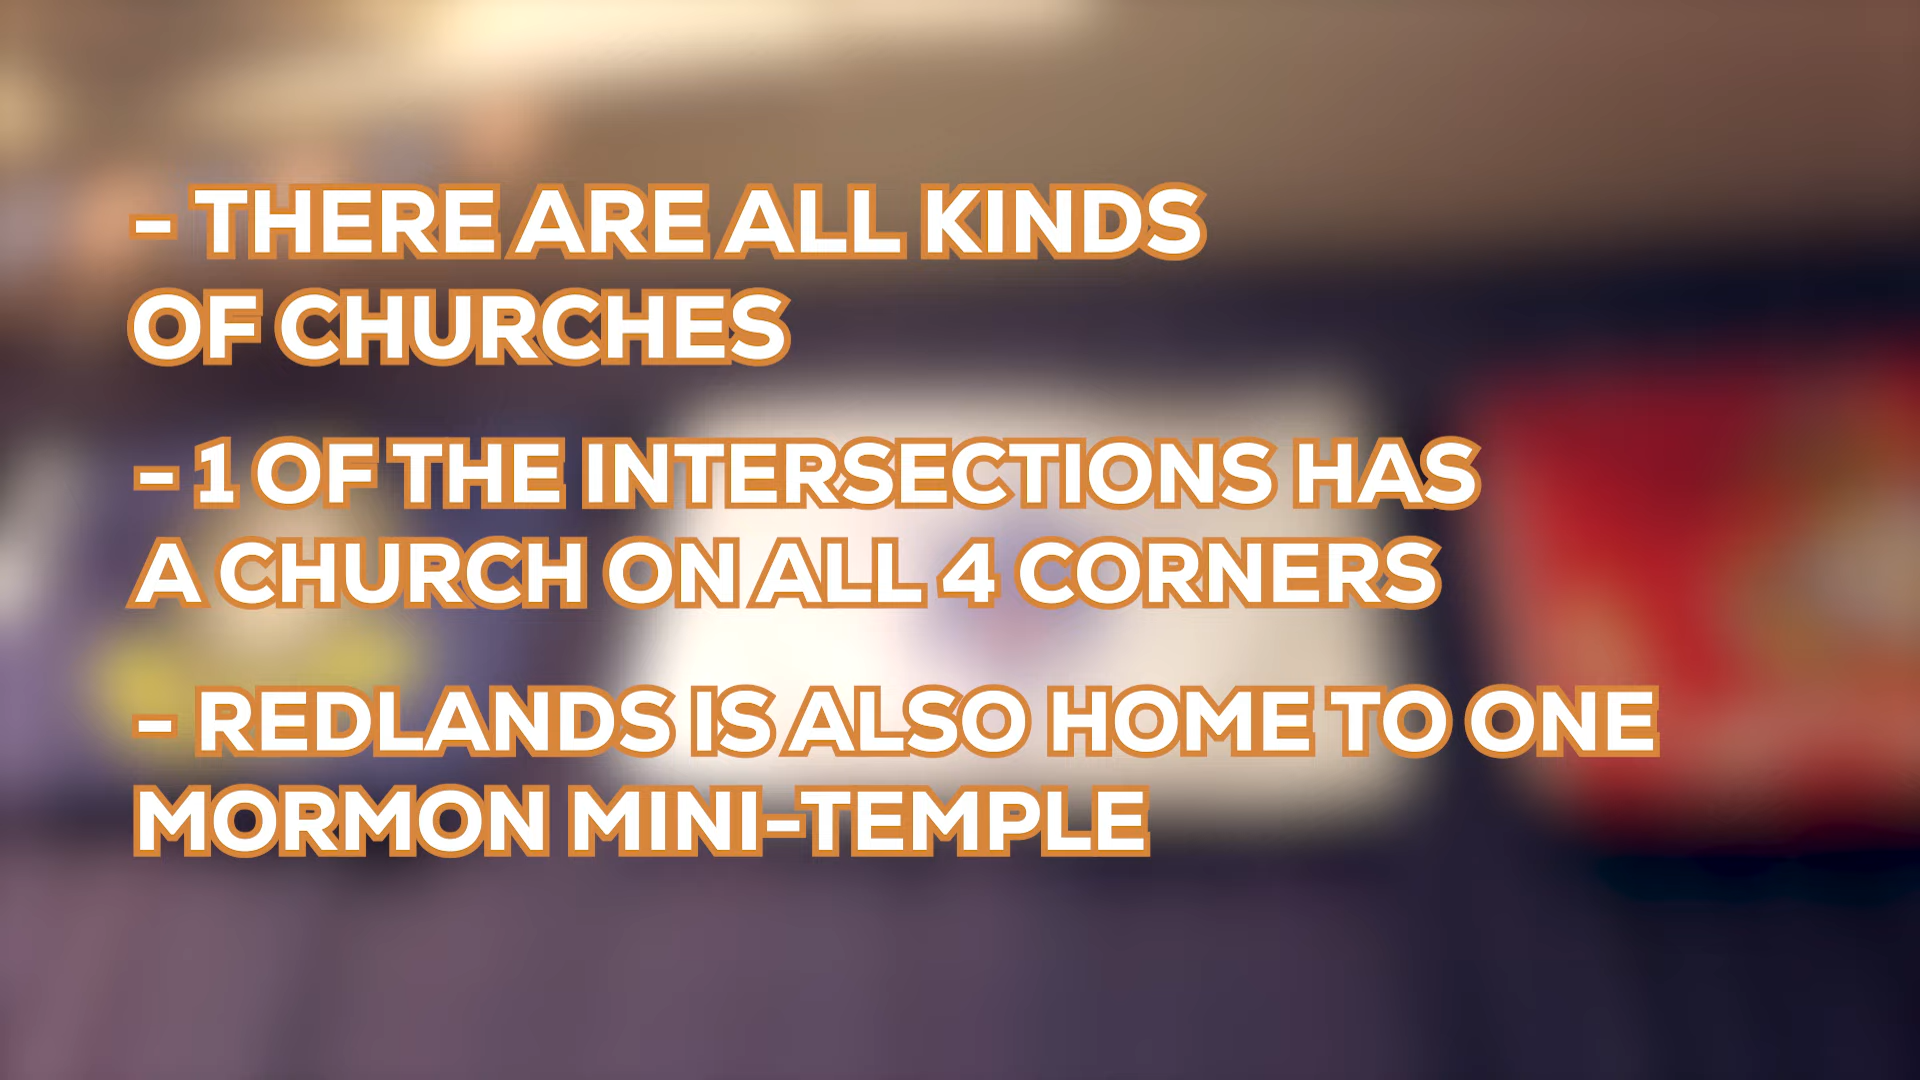 - THERE ARE ALL KINDS
OF CHURCHES
- 1 OF THE INTERSECTIONS HAS
A CHURCH ON ALL 4 CORNERS
- REDLANDS IS ALSO HOME TO ONE
MORMON MINI-TEMPLE